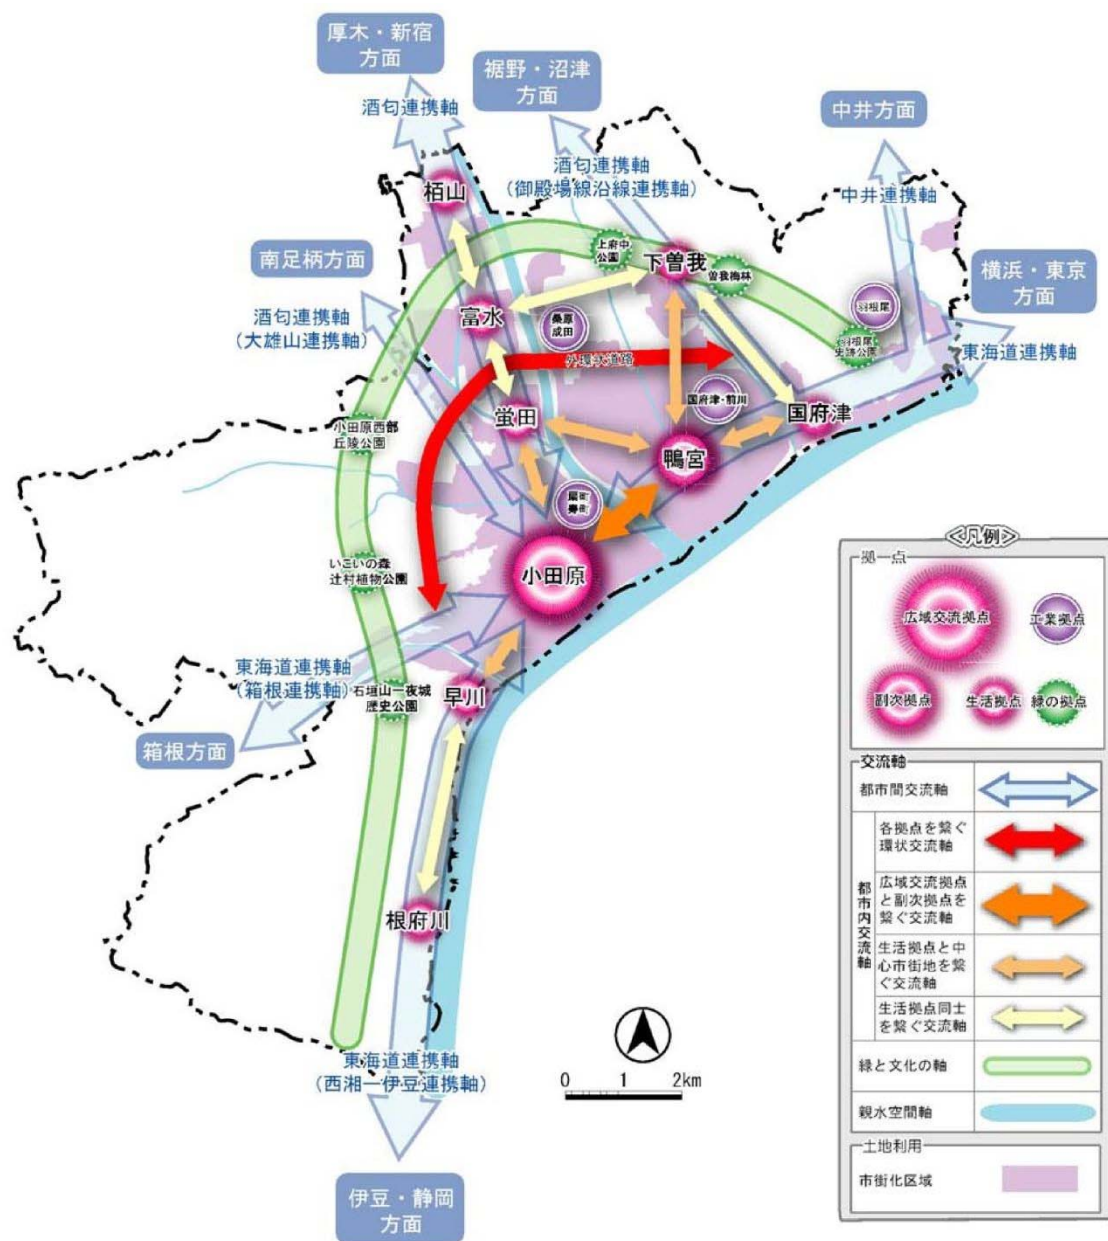 厚木・新宿
方面
裾野・沼津
方面
中井方面
酒匂連携軸
酒匂連携軸
(御殿場線沿線連携軸)
中井連携軸
栢山
南足柄方面
上府中
公園
下曽我
曽我梅林
横浜・東京
方面
酒匂連携軸
(大雄山連携軸)
富水
桑原
成田
羽根尾
羽根尾
史跡公園
東海道連携軸
外環状道路
小田原西部
丘陵公園
蛍田
国府津・前川
国府津
鴨宮
扇町
寿町
小田原
いこいの森
辻村植物公園
東海道連携軸
(箱根連携軸)
石垣山一夜城
歴史公園
早川
箱根方面
根府川
東海道連携軸
(西湘ー伊豆連携軸)
伊豆・静岡
方面
0 1 2km
<凡例>
拠 点
広域交流拠点
工業拠点
副次拠点
生活拠点
緑の拠点
交流軸
都市間交流軸
都市内交流軸
各拠点を繋ぐ
環状交流軸
広域交流拠点
と副次拠点を
繋ぐ交流軸
生活拠点と中
心市街地を繋
ぐ交流軸
生活拠点同士
を繋ぐ交流軸
緑と文化の軸
親水空間軸
土地利用
市街化区域